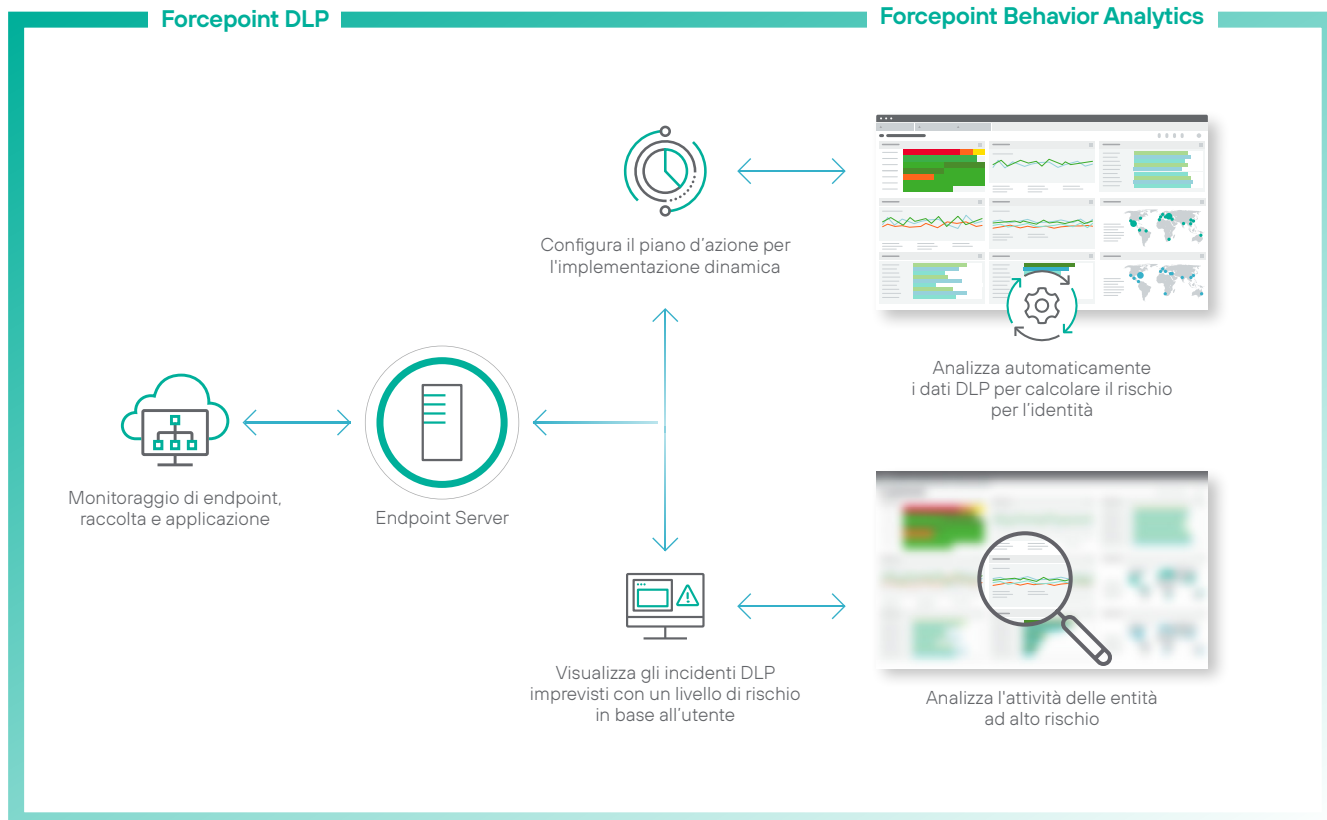 Forcepoint DLP
Forcepoint Behavior Analytics
Configura il piano d’azione per
l'implementazione dinamica
Analizza automaticamente
i dati DLP per calcolare il rischio
per l’identità
Monitoraggio di endpoint,
raccolta e applicazione
Endpoint Server
Visualizza gli incidenti DLP
imprevisti con un livello di rischio
in base all’utente
Analizza l'attività delle entità
ad alto rischio